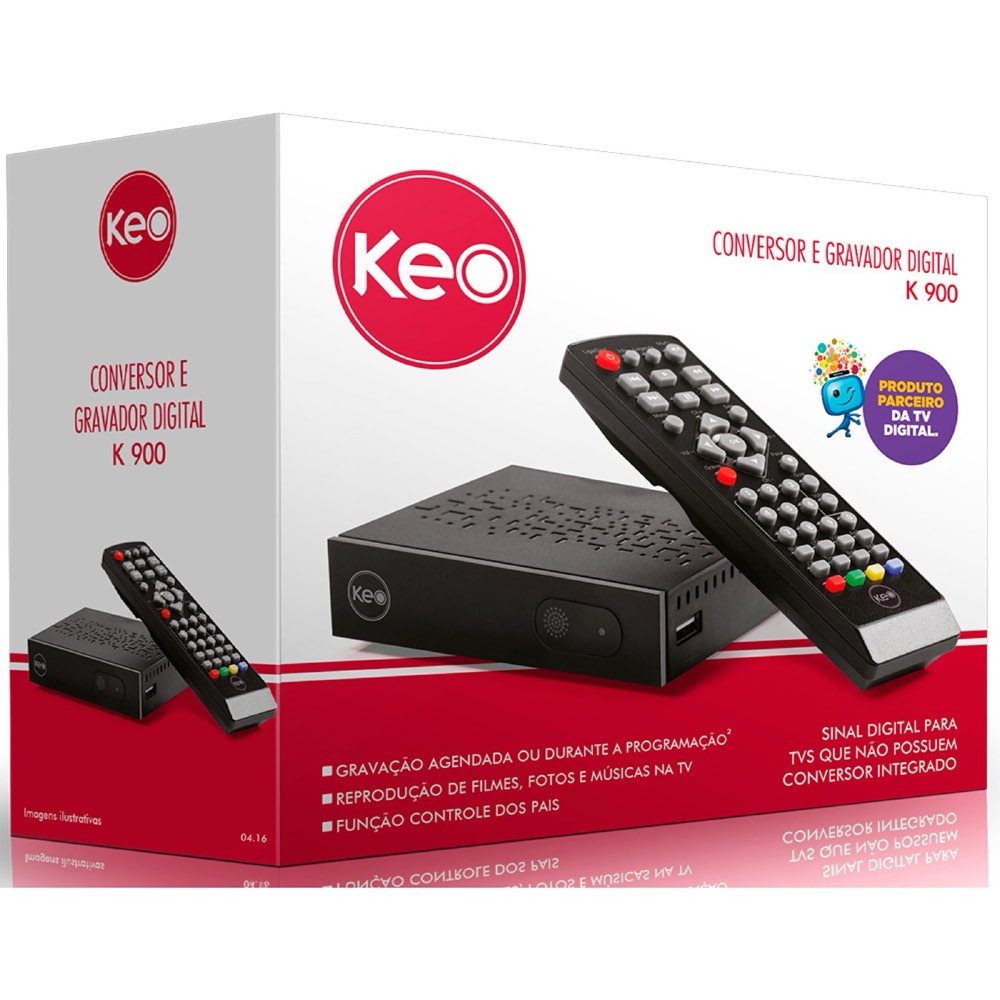 Keo
CONVERSOR E
GRAVADOR DIGITAL
K 900
Imagens ilustrativas
04.16
Keo
CONVERSOR E GRAVADOR DIGITAL
K 900
PRODUTO
PARCEIRO
DA TV
DIGITAL.
Keo
Keo
■ GRAVAÇÃO AGENDADA OU DURANTE A PROGRAMAÇÃO²
■ REPRODUÇÃO DE FILMES, FOTOS E MÚSICAS NA TV
■ FUNÇÃO CONTROLE DOS PAIS
SINAL DIGITAL PARA
TVS QUE NÃO POSSUEM
CONVERSOR INTEGRADO